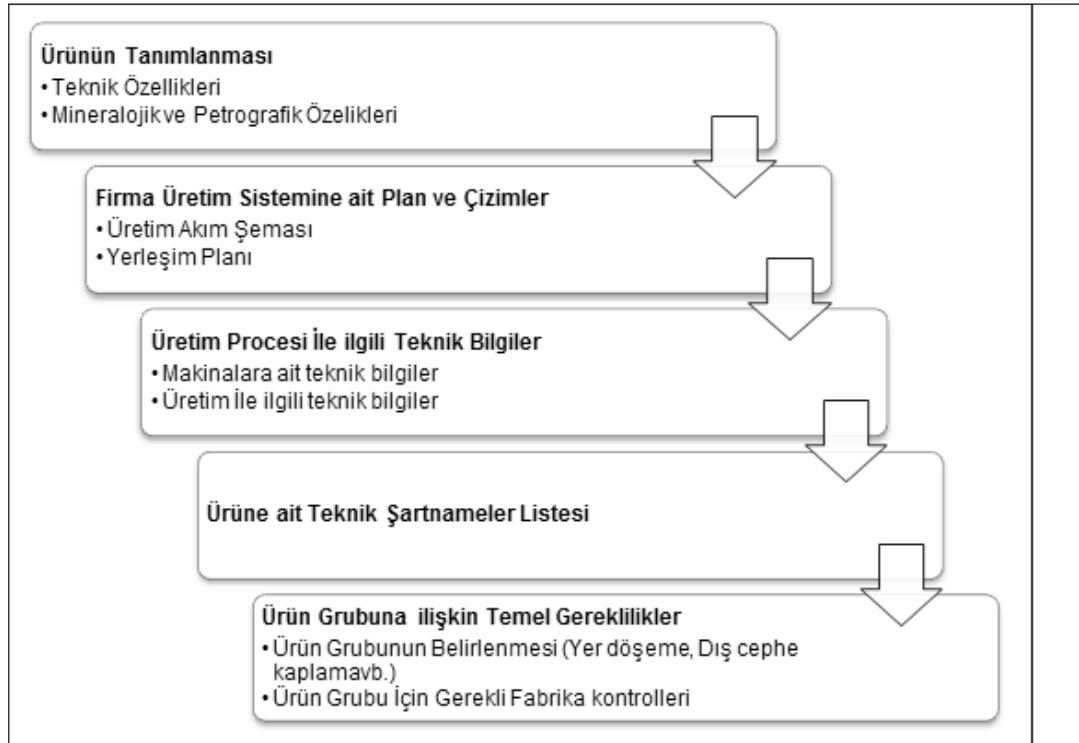 Ürünün Tanımlanması
• Teknik Özellikleri
• Mineralojik ve Petrografik Özelikleri
Firma Üretim Sistemine ait Plan ve Çizimler
• Üretim Akım Şeması
• Yerleşim Planı
Üretim Procesi İle ilgili Teknik Bilgiler
• Makinalara ait teknik bilgiler
• Üretim İle ilgili teknik bilgiler
Ürüne ait Teknik Şartnameler Listesi
Ürün Grubuna ilişkin Temel Gereklilikler
• Ürün Grubunun Belirlenmesi (Yer döşeme, Dış cephe
kaplamavb.)
• Ürün Grubu İçin Gerekli Fabrika kontrolleri